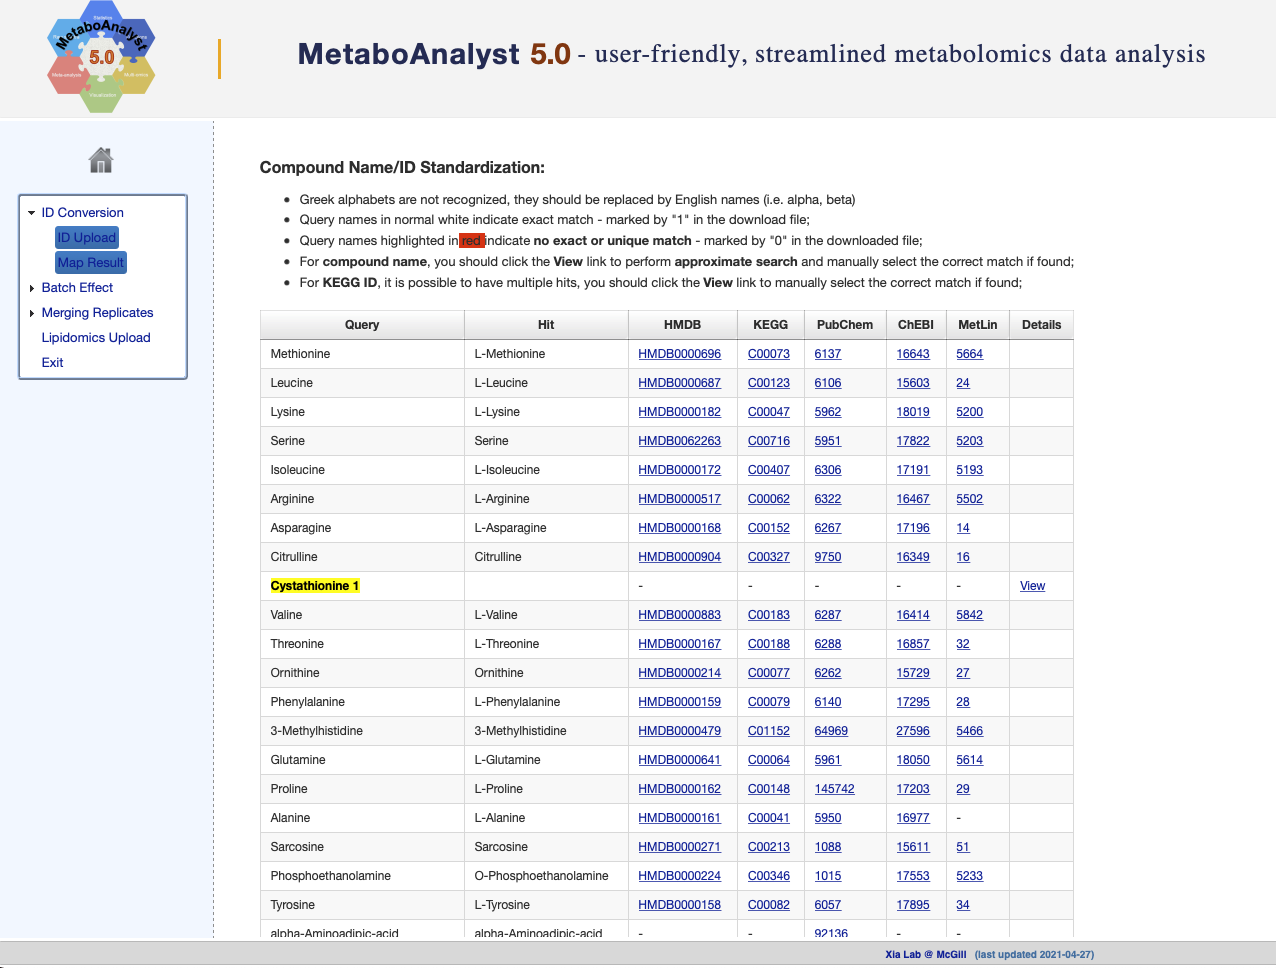 MetaboAnalyst
5.0
Meta-analysis
MetaboAnalyst 5.0 - user-friendly, streamlined metabolomics data analysis
ID Conversion
ID Upload
Map Result
Batch Effect
Merging Replicates
Lipidomics Upload
Exit
Compound Name/ID Standardization:
Greek alphabets are not recognized, they should be replaced by English names (i.e. alpha, beta)
Query names in normal white indicate exact match - marked by "1" in the download file;
Query names highlighted in red indicate no exact or unique match - marked by "0" in the downloaded file;
For compound name, you should click the View link to perform approximate search and manually select the correct match if found;
For KEGG ID, it is possible to have multiple hits, you should click the View link to manually select the correct match if found;
Query Hit HMDB KEGG PubChem ChEBI MetLin Details
Methionine L-Methionine HMDB0000696 C00073 6137 16643 5664
Leucine L-Leucine HMDB0000687 C00123 6106 15603 24
Lysine L-Lysine HMDB0000182 C00047 5962 18019 5200
Serine Serine HMDB0062263 C00716 5951 17822 5203
Isoleucine L-Isoleucine HMDB0000172 C00407 6306 17191 5193
Arginine L-Arginine HMDB0000517 C00062 6322 16467 5502
Asparagine L-Asparagine HMDB0000168 C00152 6267 17196 14
Citrulline Citrulline HMDB0000904 C00327 9750 16349 16
Cystathionine 1 - - - - - View
Valine L-Valine HMDB0000883 C00183 6287 16414 5842
Threonine L-Threonine HMDB0000167 C00188 6288 16857 32
Ornithine Ornithine HMDB0000214 C00077 6262 15729 27
Phenylalanine L-Phenylalanine HMDB0000159 C00079 6140 17295 28
3-Methylhistidine 3-Methylhistidine HMDB0000479 C01152 64969 27596 5466
Glutamine L-Glutamine HMDB0000641 C00064 5961 18050 5614
Proline L-Proline HMDB0000162 C00148 145742 17203 29
Alanine L-Alanine HMDB0000161 C00041 5950 16977 -
Sarcosine Sarcosine HMDB0000271 C00213 1088 15611 51
Phosphoethanolamine O-Phosphoethanolamine HMDB0000224 C00346 1015 17553 5233
Tyrosine L-Tyrosine HMDB0000158 C00082 6057 17895 34
alpha-Aminoadipic-acid alpha-Aminoadipic-acid - - 92136 - -
Xia Lab @ McGill (last updated 2021-04-27)